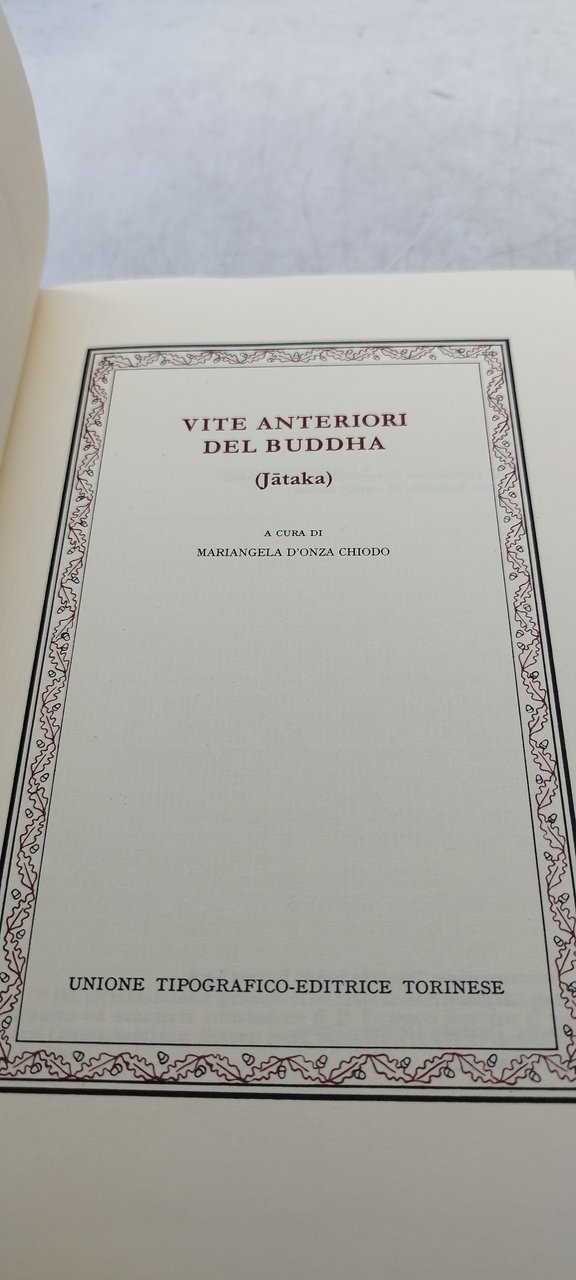 VITE ANTERIORI
DEL BUDDHA
(Jātaka)
A CURA DI
MARIANGELA D'ONZA CHIODO
UNIONE TIPOGRAFICO-EDITRICE TORINESE